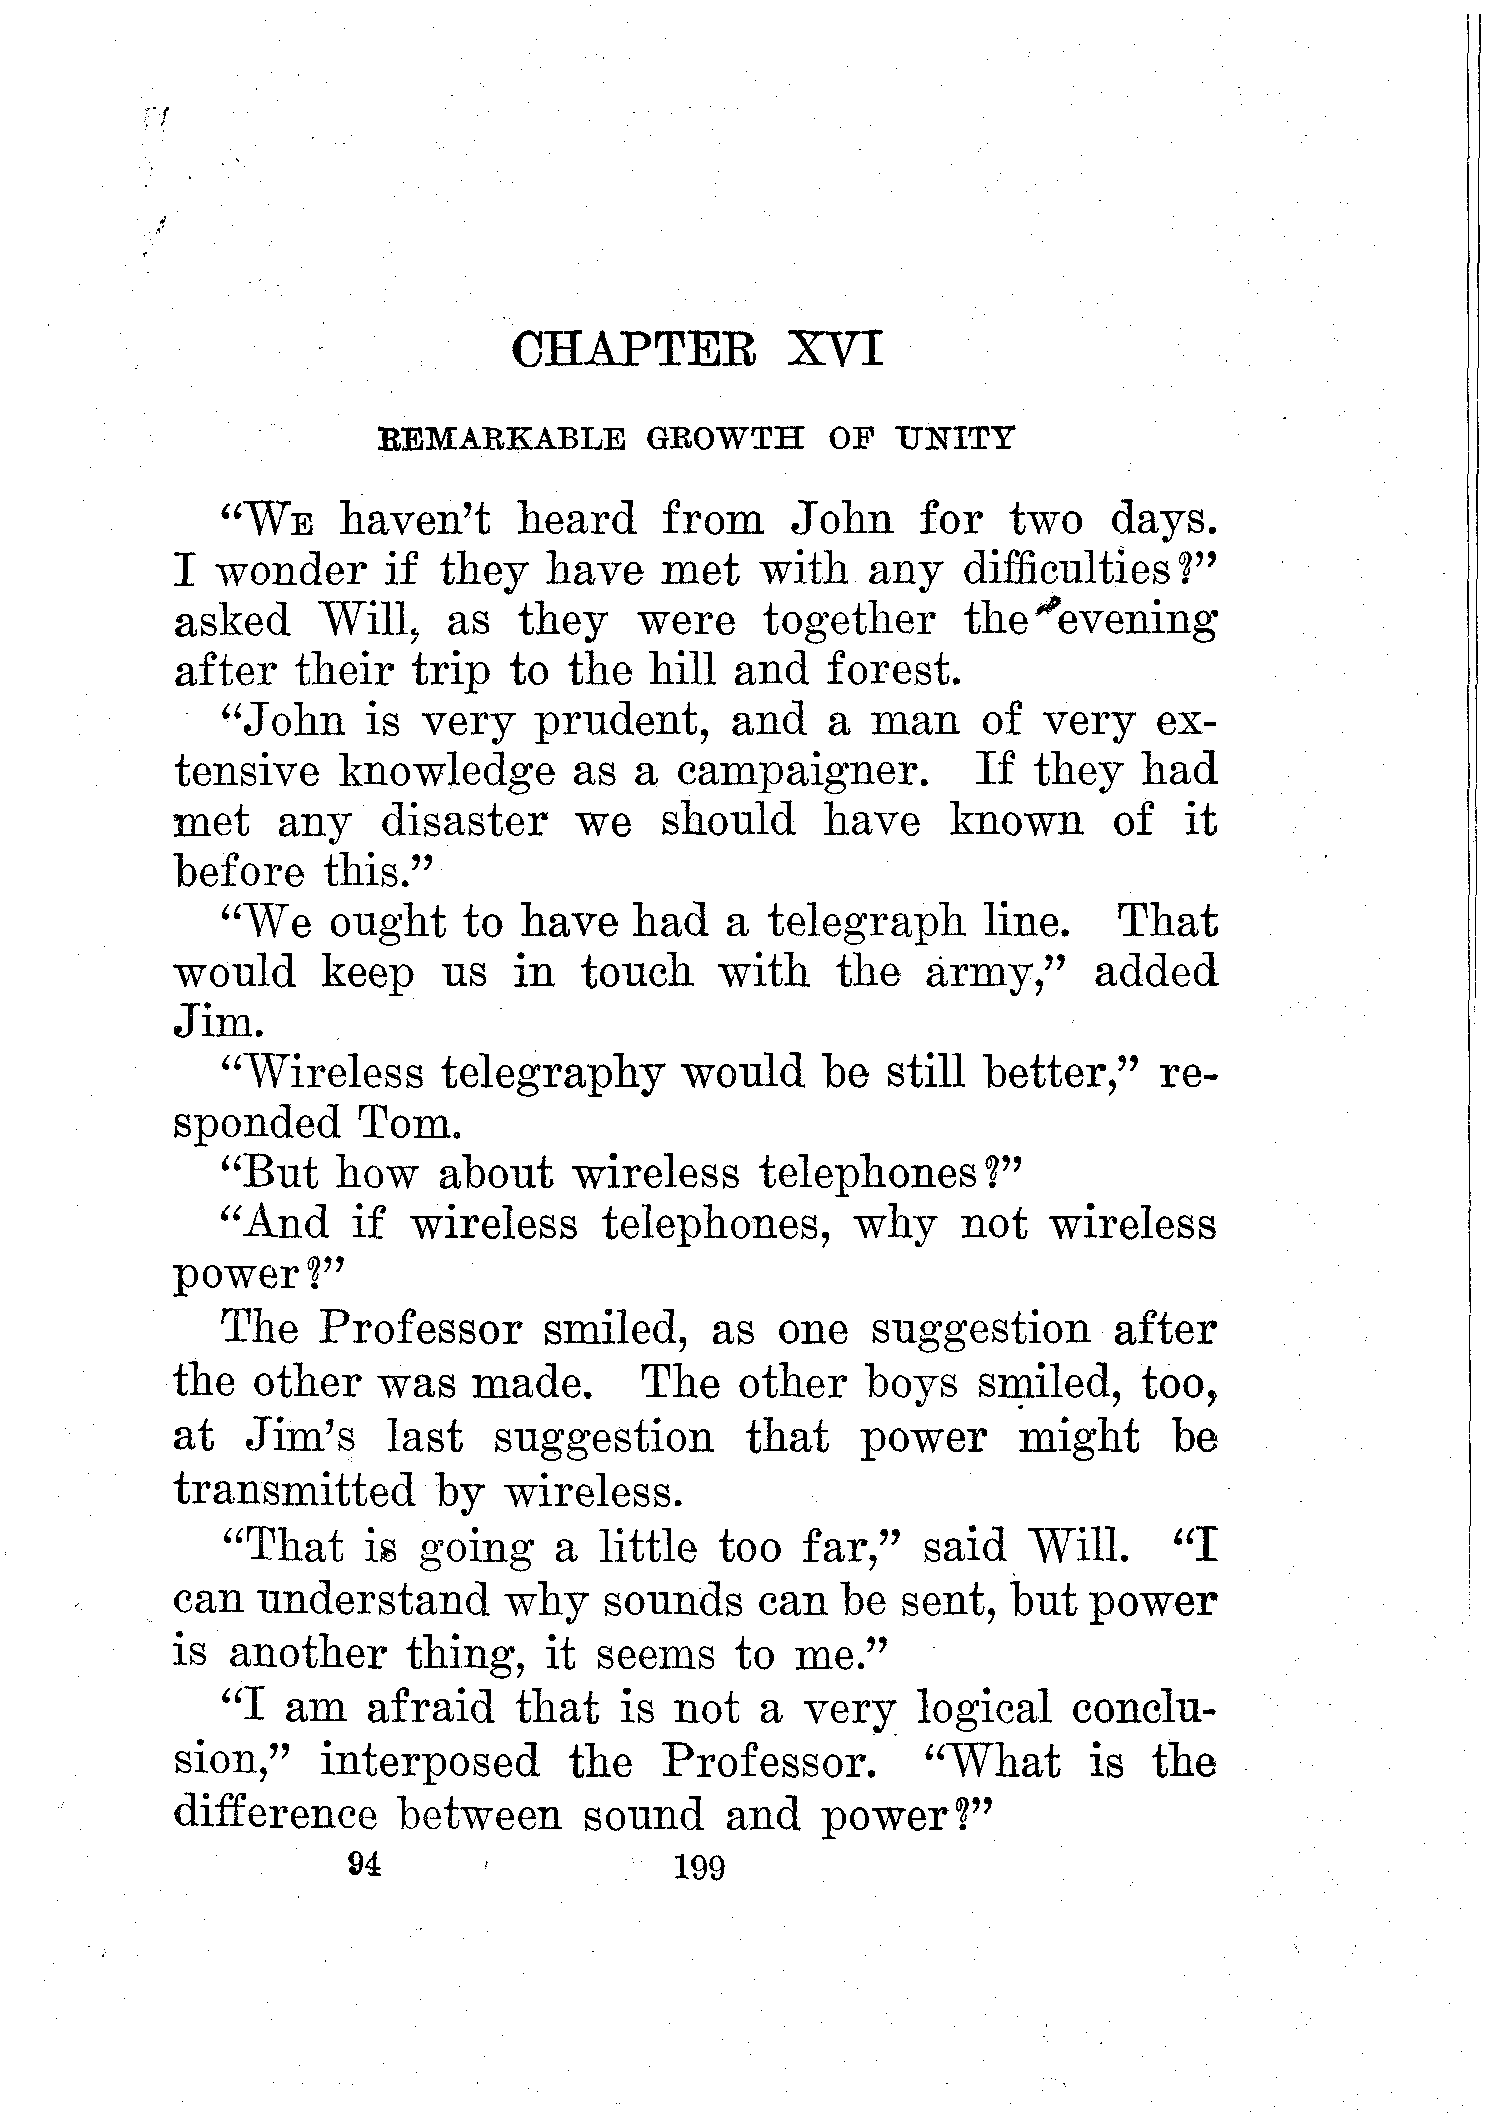 CHAPTER XVI
REMARKABLE GROWTH OF UNITY
“WE haven’t heard from John for two days.
I wonder if they have met with any difficulties?”
asked Will, as they were together the evening
after their trip to the hill and forest.
“John is very prudent, and a man of very ex-
tensive knowledge as a campaigner. If they had
met any disaster we should have known of it
before this.”
“We ought to have had a telegraph line. That
would keep us in touch with the army,” added
Jim.
“Wireless telegraphy would be still better,” re-
sponded Tom.
“But how about wireless telephones?”
“And if wireless telephones, why not wireless
power?”
The Professor smiled, as one suggestion after
the other was made. The other boys smiled, too,
at Jim’s last suggestion that power might be
transmitted by wireless.
“That is going a little too far,” said Will. “I
can understand why sounds can be sent, but power
is another thing, it seems to me.”
“I am afraid that is not a very logical conclu-
sion,” interposed the Professor. “What is the
difference between sound and power?”
94 199